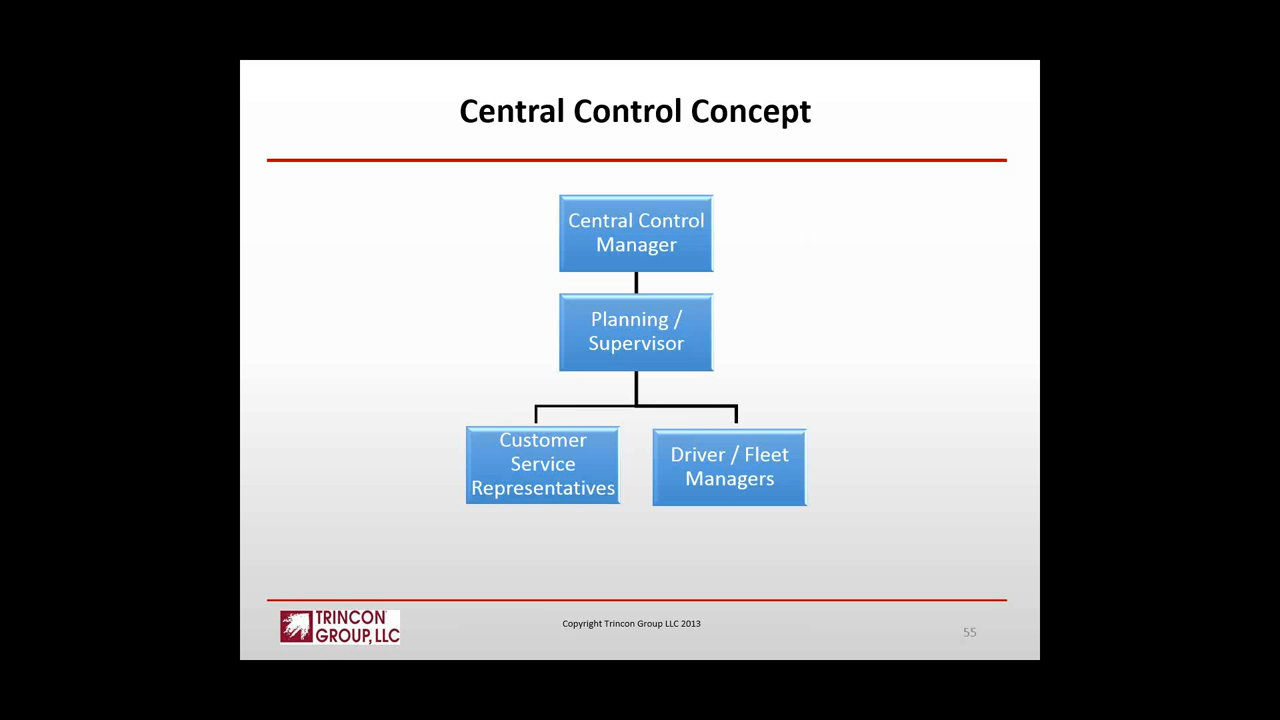 Central Control Concept
Central Control
Manager
Planning /
Supervisor
Customer
Service
Representatives
Driver / Fleet
Managers
TRINCON
GROUP, LLC
Copyright Trincon Group LLC 2013
55